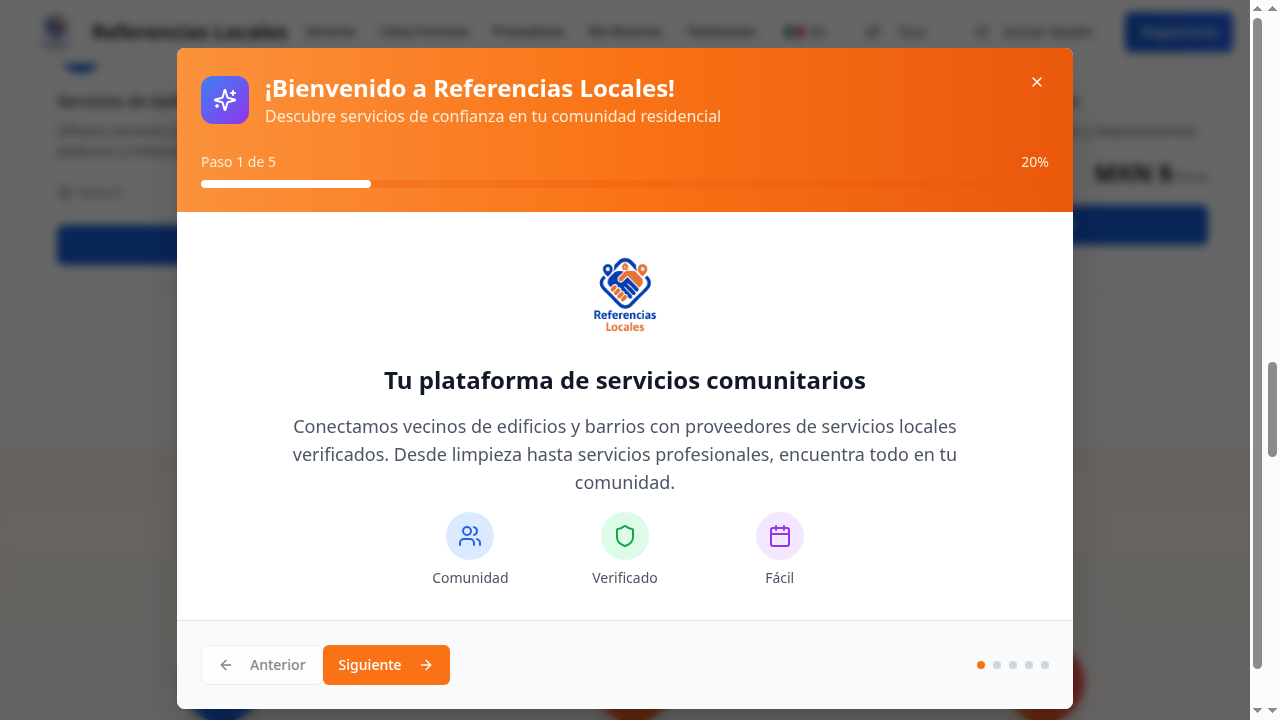 Referencias Locales
¡Bienvenido a Referencias Locales!
Descubre servicios de confianza en tu comunidad residencial
Paso 1 de 5
20%
MXN $
Referencias
Locales
Tu plataforma de servicios comunitarios
Conectamos vecinos de edificios y barrios con proveedores de servicios locales
verificados. Desde limpieza hasta servicios profesionales, encuentra todo en tu
comunidad.
Comunidad
Verificado
Fácil
Anterior
Siguiente